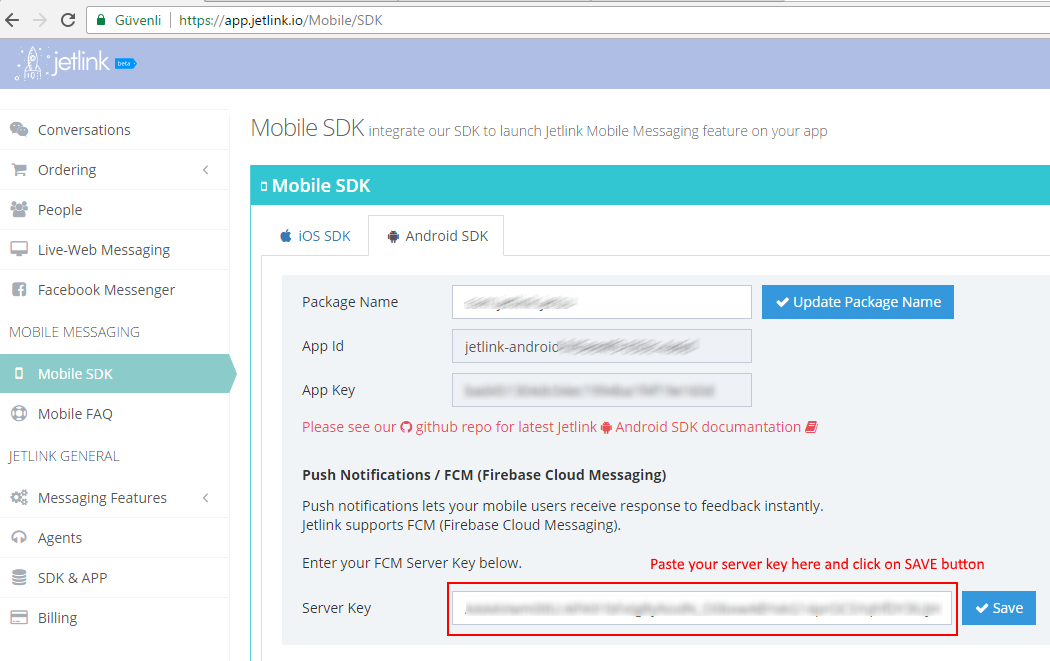 Güvenli | https://app.jetlink.io/Mobile/SDK
jetlink beta
Conversations
Ordering
People
Live-Web Messaging
Facebook Messenger
MOBILE MESSAGING
Mobile SDK
Mobile FAQ
JETLINK GENERAL
Messaging Features
Agents
SDK & APP
Billing
Mobile SDK integrate our SDK to launch Jetlink Mobile Messaging feature on your app
Mobile SDK
iOS SDK Android SDK
Package Name Update Package Name
App Id jetlink-android
App Key
Please see our github repo for latest Jetlink Android SDK documantation
Push Notifications / FCM (Firebase Cloud Messaging)
Push notifications lets your mobile users receive response to feedback instantly.
Jetlink supports FCM (Firebase Cloud Messaging).
Enter your FCM Server Key below. Paste your server key here and click on SAVE button
Server Key Save